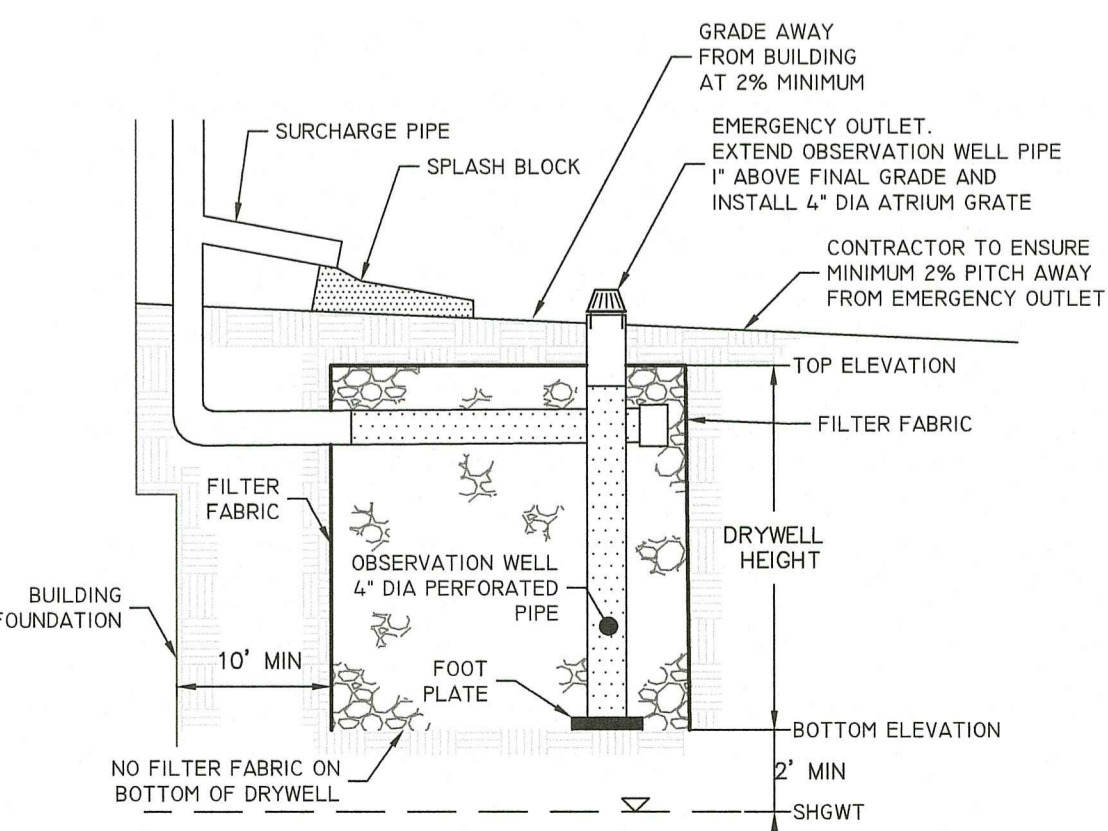 GRADE AWAY
FROM BUILDING
AT 2% MINIMUM
EMERGENCY OUTLET.
EXTEND OBSERVATION WELL PIPE
1" ABOVE FINAL GRADE AND
INSTALL 4" DIA ATRIUM GRATE
SURCHARGE PIPE
SPLASH BLOCK
CONTRACTOR TO ENSURE
MINIMUM 2% PITCH AWAY
FROM EMERGENCY OUTLET
TOP ELEVATION
FILTER FABRIC
FILTER
FABRIC
DRYWELL
HEIGHT
OBSERVATION WELL
4" DIA PERFORATED
PIPE
BUILDING
FOUNDATION
10' MIN
FOOT
PLATE
BOTTOM ELEVATION
NO FILTER FABRIC ON
BOTTOM OF DRYWELL
2' MIN
SHGWT